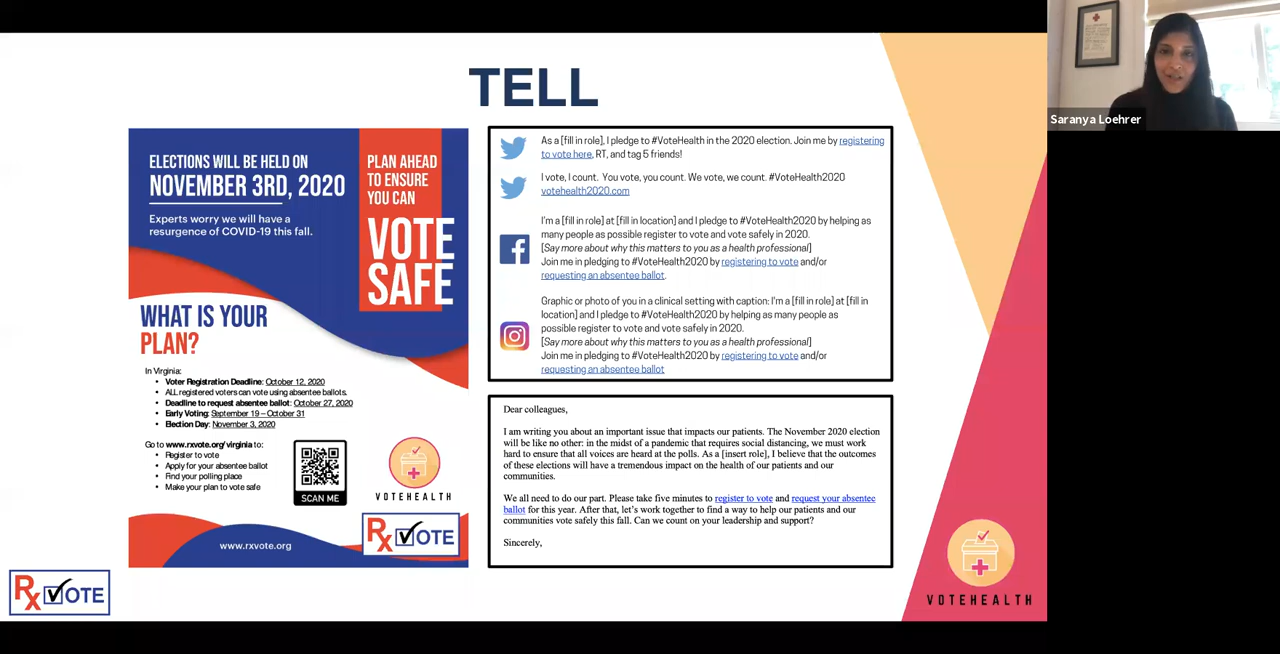 TELL
ELECTIONS WILL BE HELD ON
NOVEMBER 3RD, 2020
Experts worry we will have a
resurgence of COVID-19 this fall.
PLAN AHEAD
TO ENSURE
YOU CAN
VOTE
SAFE
WHAT IS YOUR
PLAN?
In Virginia:
• Voter Registration Deadline: October 12, 2020
• ALL registered voters can vote using absentee ballots.
• Deadline to request absentee ballot: October 27, 2020
• Early Voting: September 19 – October 31
• Election Day: November 3, 2020
Go to www.rxvote.org/virginia to:
• Register to vote
• Apply for your absentee ballot
• Find your polling place
• Make your plan to vote safe
SCAN ME
VOTEHEALTH
www.rxvote.org
Rx VOTE
As a [fill in role], I pledge to #VoteHealth in the 2020 election. Join me by registering
to vote here, RT, and tag 5 friends!
I vote, I count. You vote, you count. We vote, we count. #VoteHealth2020
votehealth2020.com
I'm a [fill in role] at [fill in location] and I pledge to #VoteHealth2020 by helping as
many people as possible register to vote and vote safely in 2020.
[Say more about why this matters to you as a health professional]
Join me in pledging to #VoteHealth2020 by registering to vote and/or
requesting an absentee ballot.
Graphic or photo of you in a clinical setting with caption: I'm a [fill in role] at [fill in
location] and I pledge to #VoteHealth2020 by helping as many people as
possible register to vote and vote safely in 2020.
[Say more about why this matters to you as a health professional]
Join me in pledging to #VoteHealth2020 by registering to vote and/or
requesting an absentee ballot
Dear colleagues,
I am writing you about an important issue that impacts our patients. The November 2020 election
will be like no other: in the midst of a pandemic that requires social distancing, we must work
hard to ensure that all voices are heard at the polls. As a [insert role], I believe that the outcomes
of these elections will have a tremendous impact on the health of our patients and our
communities.
We all need to do our part. Please take five minutes to register to vote and request your absentee
ballot for this year. After that, let's work together to find a way to help our patients and our
communities vote safely this fall. Can we count on your leadership and support?
Sincerely,
Rx VOTE
VOTEHEALTH
Saranya Loehrer